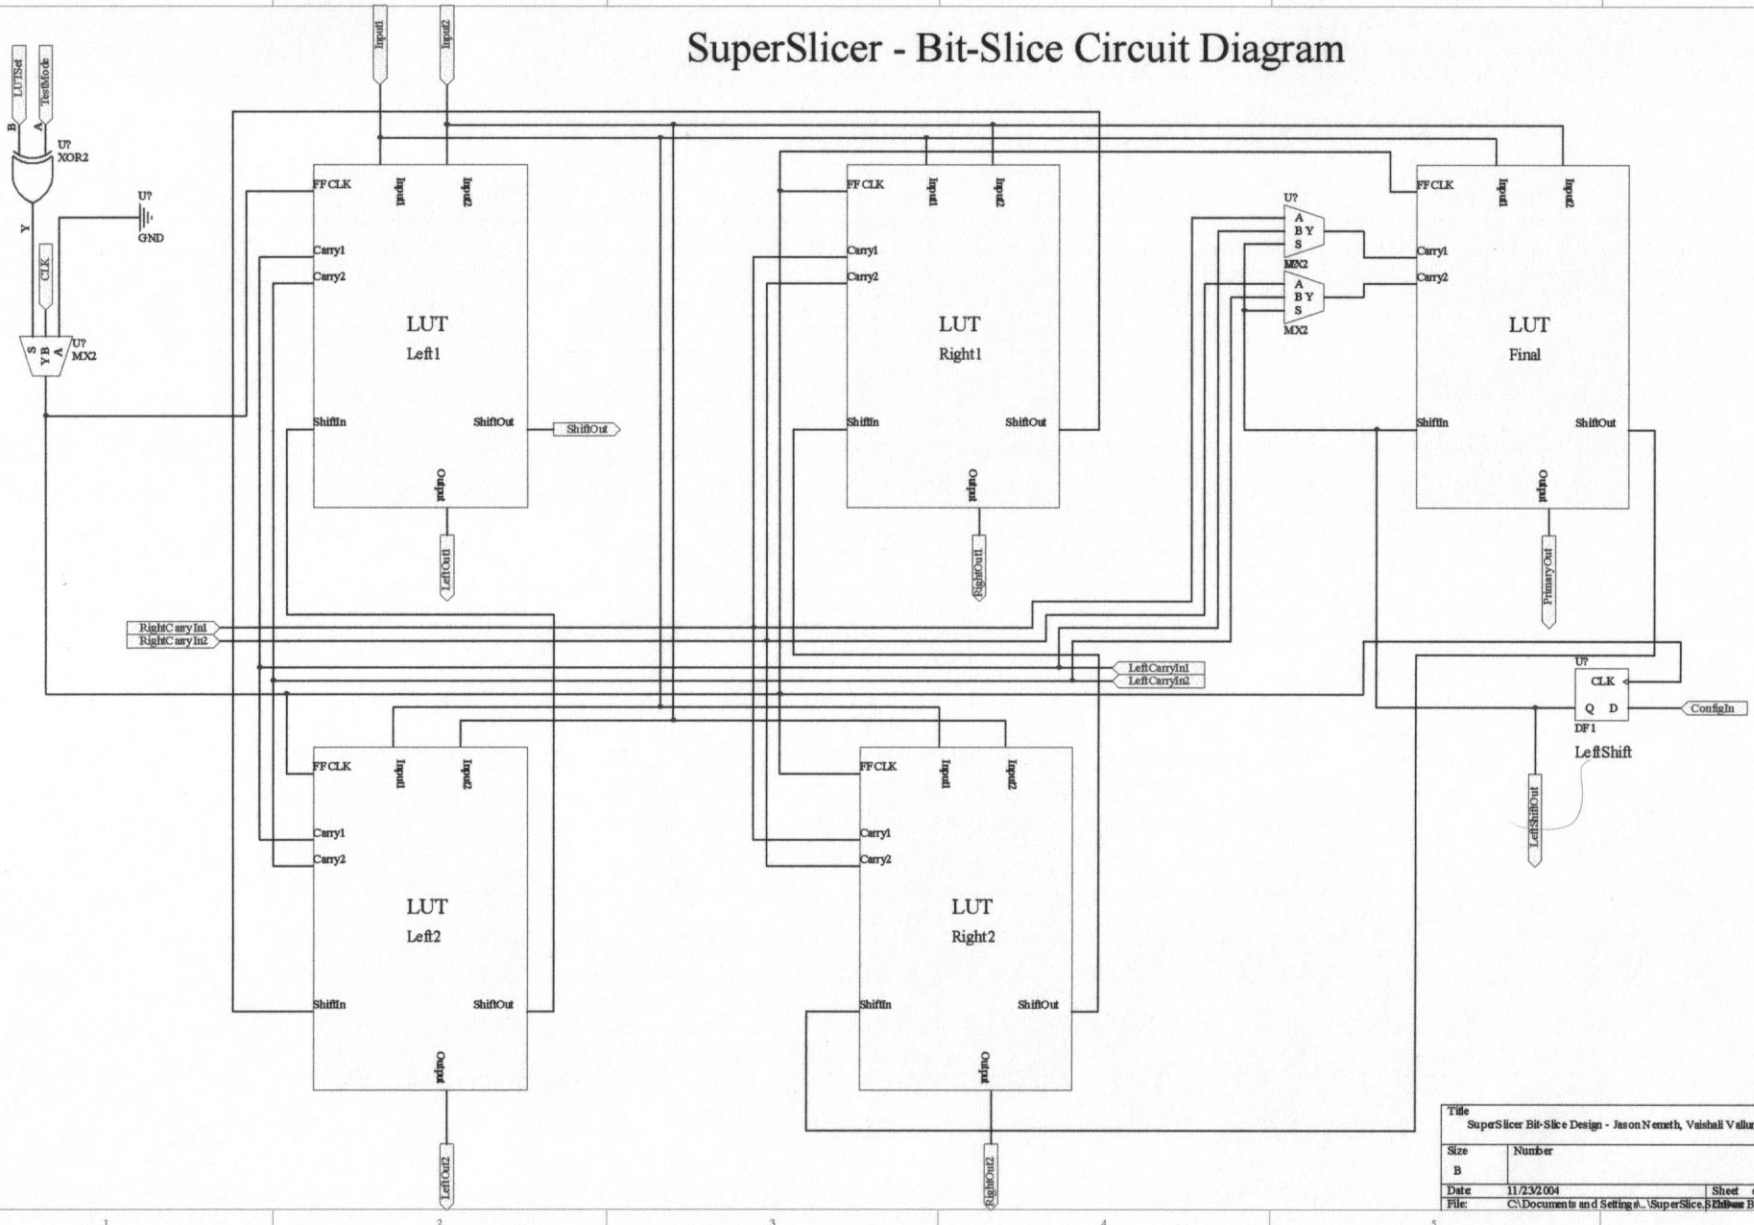 SuperSlicer - Bit-Slice Circuit Diagram
LUTSet
TestMode
Input1
Input2
B
A
U?
XOR2
Y
U?
GND
CLK
S
Y B
A
U?
MX2
FFCLK
Input1
Input2
Carry1
Carry2
LUT
Left1
ShiftIn
ShiftOut
Output
ShiftOut
LeftOut1
FFCLK
Input1
Input2
Carry1
Carry2
LUT
Right1
ShiftIn
ShiftOut
Output
RightOut1
U?
A
B Y
S
MX2
A
B Y
S
MX2
FFCLK
Input1
Input2
Carry1
Carry2
LUT
Final
ShiftIn
ShiftOut
Output
PrimaryOut
RightCarryIn1
RightCarryIn2
LeftCarryIn1
LeftCarryIn2
U?
CLK
Q D
DF1
LeftShift
ConfigIn
LeftShiftOut
FFCLK
Input1
Input2
Carry1
Carry2
LUT
Left2
ShiftIn
ShiftOut
Output
LeftOut2
FFCLK
Input1
Input2
Carry1
Carry2
LUT
Right2
ShiftIn
ShiftOut
Output
RightOut2
Title
SuperSlicer Bit-Slice Design - Jason Nemeth, Vaishali
Size
Number
B
Date
11/23/2004
Sheet
File:
C:\Documents and Settings\...\SuperSlice.
1
2
3
4
5